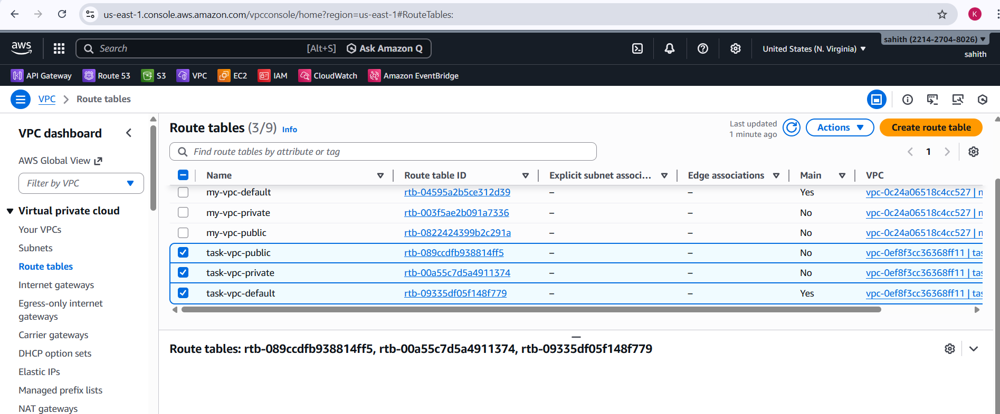 us-east-1.console.aws.amazon.com/vpcconsole/home?region=us-east-1#RouteTables:
K
aws
Search
[Alt+S]
Ask Amazon Q
United States (N. Virginia)
sahith (2214-2704-8026)
sahith
API Gateway
Route 53
S3
VPC
EC2
IAM
CloudWatch
Amazon EventBridge
VPC
Route tables
VPC dashboard
AWS Global View
Filter by VPC
Virtual private cloud
Your VPCs
Subnets
Route tables
Internet gateways
Egress-only internet
gateways
Carrier gateways
DHCP option sets
Elastic IPs
Managed prefix lists
NAT gateways
Route tables (3/9) Info
Last updated
1 minute ago
Actions
Create route table
Find route tables by attribute or tag
1
Name Route table ID Explicit subnet associ... Edge associations Main VPC
my-vpc-default rtb-04595a2b5ce312d39 – – Yes vpc-0c24a06518c4cc527 |
my-vpc-private rtb-003f5ae2b091a7336 – – No vpc-0c24a06518c4cc527 |
my-vpc-public rtb-0822424399b2c291a – – No vpc-0c24a06518c4cc527 |
task-vpc-public rtb-089ccdfb938814ff5 – – No vpc-0ef8f3cc36368ff11 | tas
task-vpc-private rtb-00a55c7d5a4911374 – – No vpc-0ef8f3cc36368ff11 | tas
task-vpc-default rtb-09335df05f148f779 – – Yes vpc-0ef8f3cc36368ff11 | tas
Route tables: rtb-089ccdfb938814ff5, rtb-00a55c7d5a4911374, rtb-09335df05f148f779